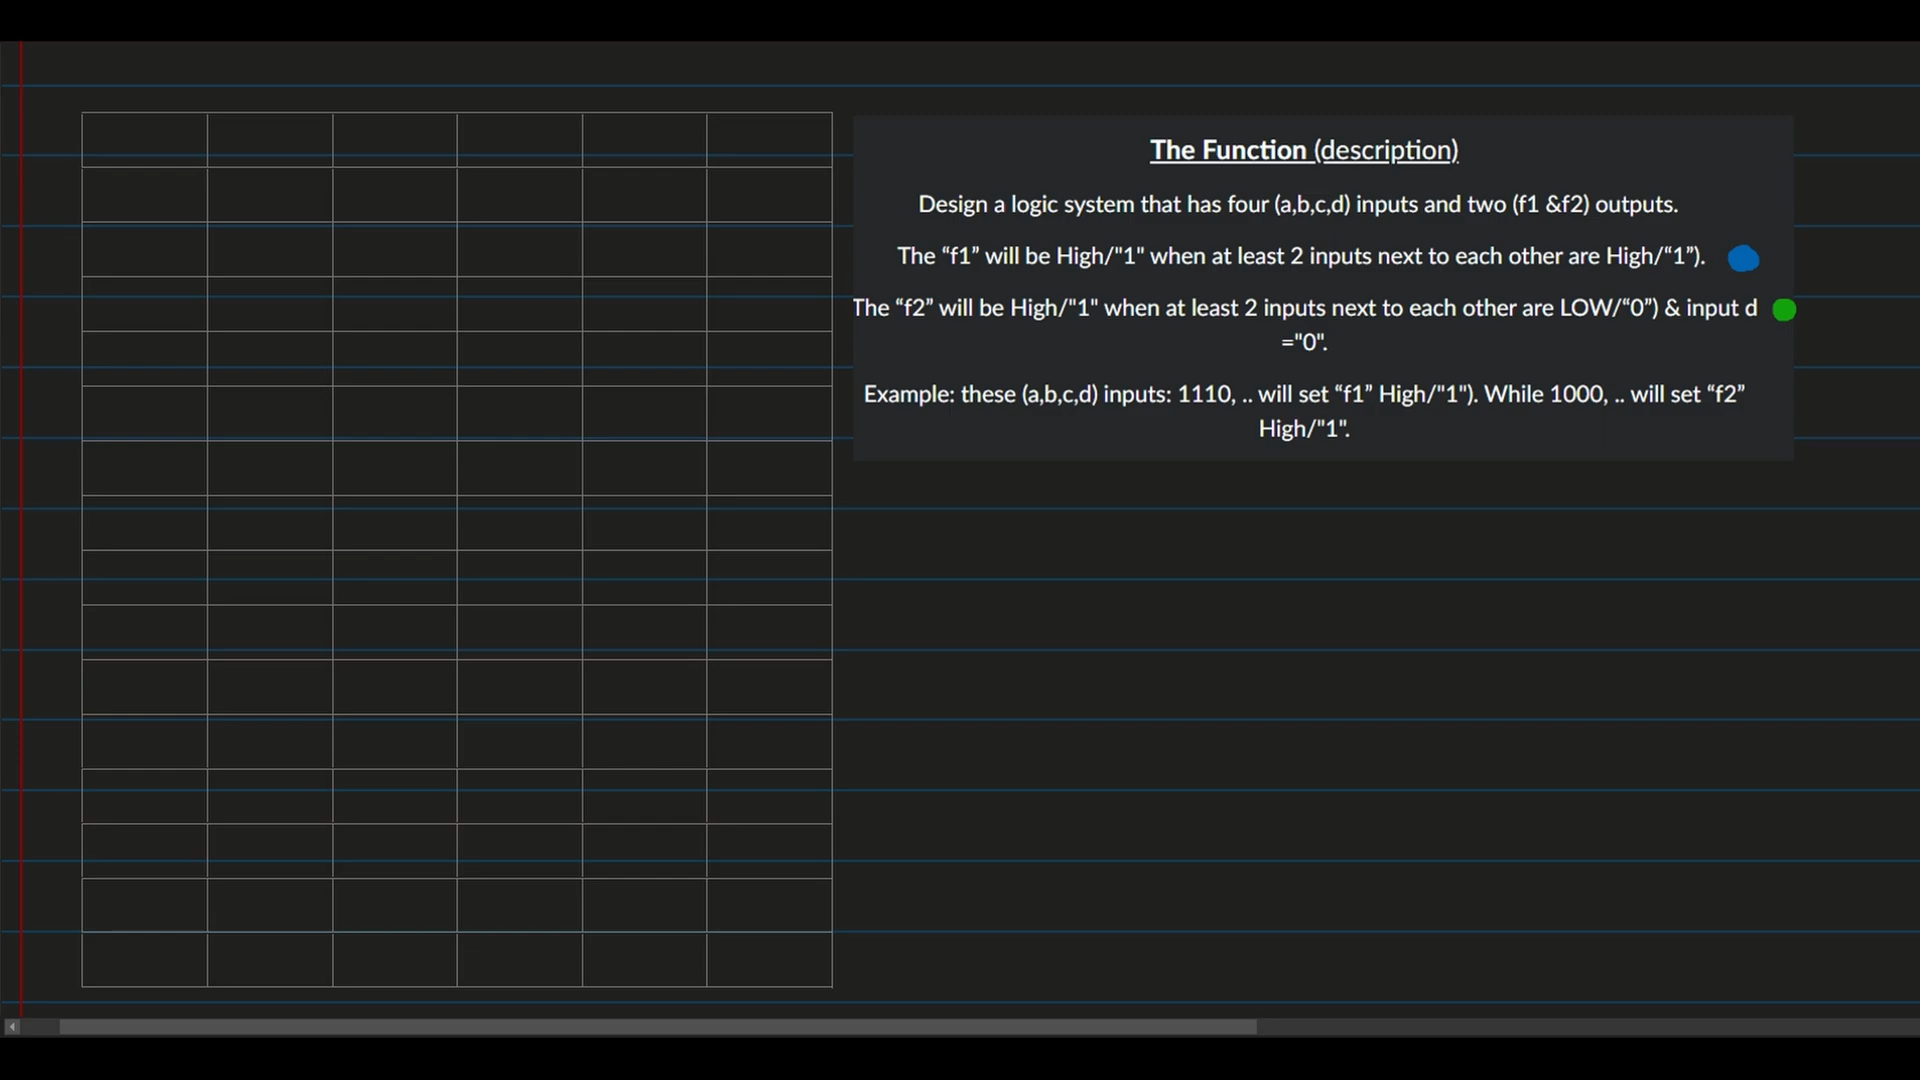 The Function (description)
Design a logic system that has four (a,b,c,d) inputs and two (f1 &f2) outputs.
The “f1” will be High/"1" when at least 2 inputs next to each other are High/“1”).
The “f2” will be High/"1" when at least 2 inputs next to each other are LOW/“0”) & input d
="0".
Example: these (a,b,c,d) inputs: 1110, .. will set “f1” High/"1"). While 1000, .. will set “f2”
High/"1".